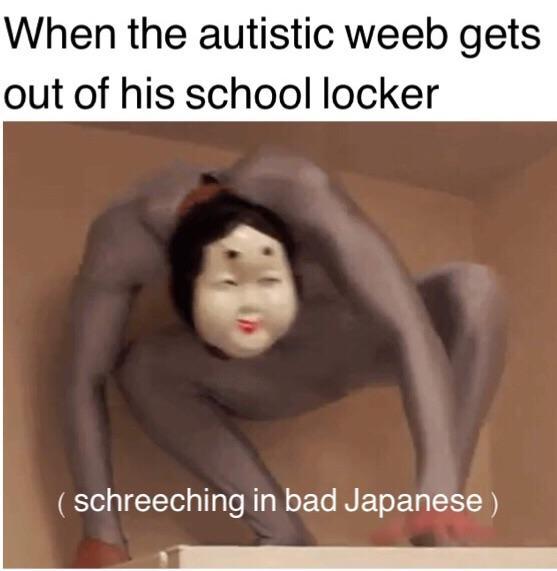 When the autistic weeb gets
out of his school locker
( schreeching in bad Japanese )